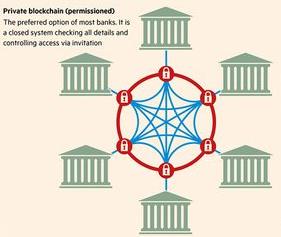 Private blockchain (permissioned)
The preferred option of most banks. It is
a closed system checking all details and
controlling access via invitation